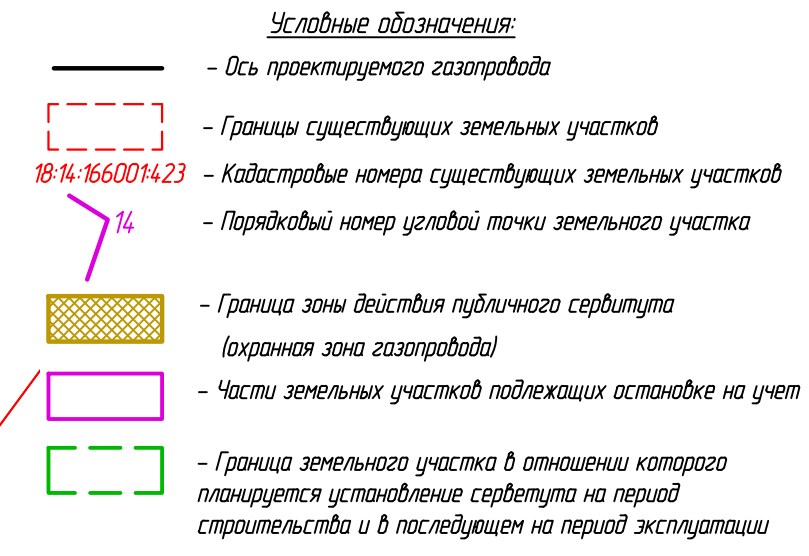 Условные обозначения:
– Ось проектируемого газопровода
– Границы существующих земельных участков
18:14:166001:423 – Кадастровые номера существующих земельных участков
14 – Порядковый номер угловой точки земельного участка
– Граница зоны действия публичного сервитута
(охранная зона газопровода)
– Части земельных участков подлежащих остановке на учет
– Граница земельного участка в отношении которого
планируется установление серветута на период
строительства и в последующем на период эксплуатации